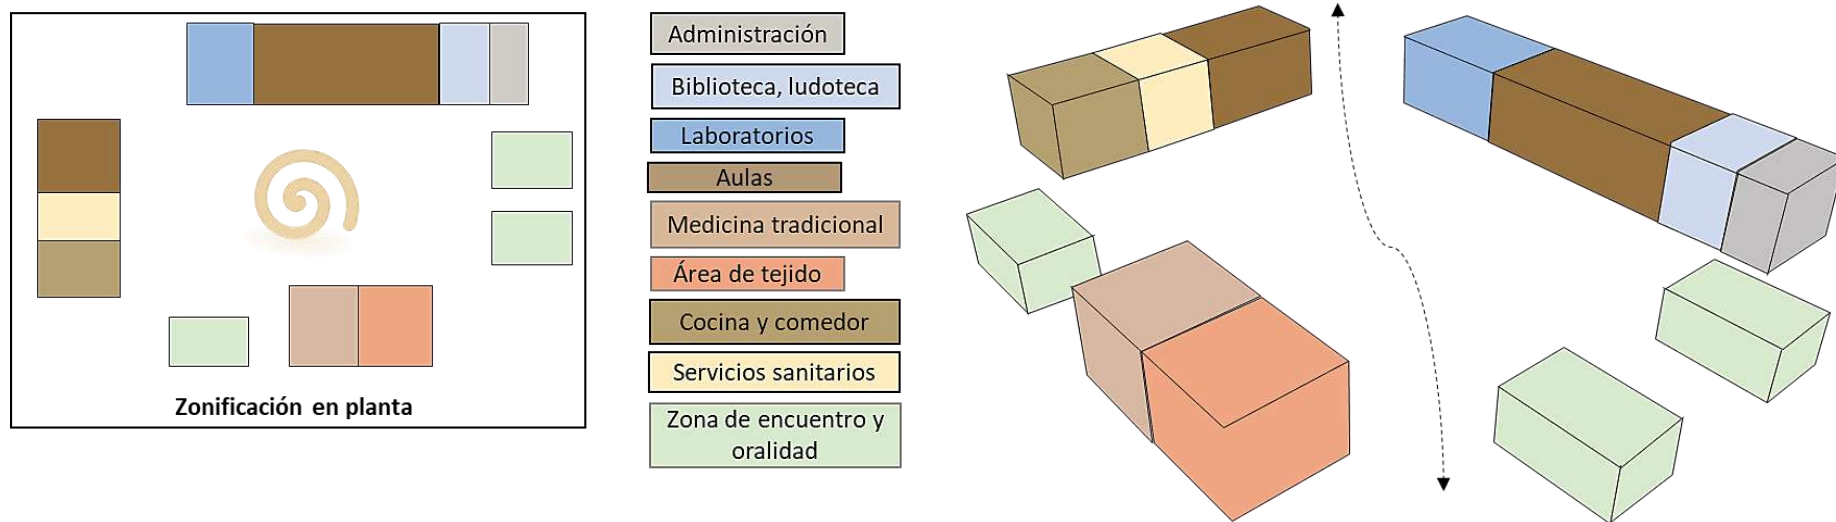 Zonificación en planta
Administración
Biblioteca, ludoteca
Laboratorios
Aulas
Medicina tradicional
Área de tejido
Cocina y comedor
Servicios sanitarios
Zona de encuentro y
oralidad